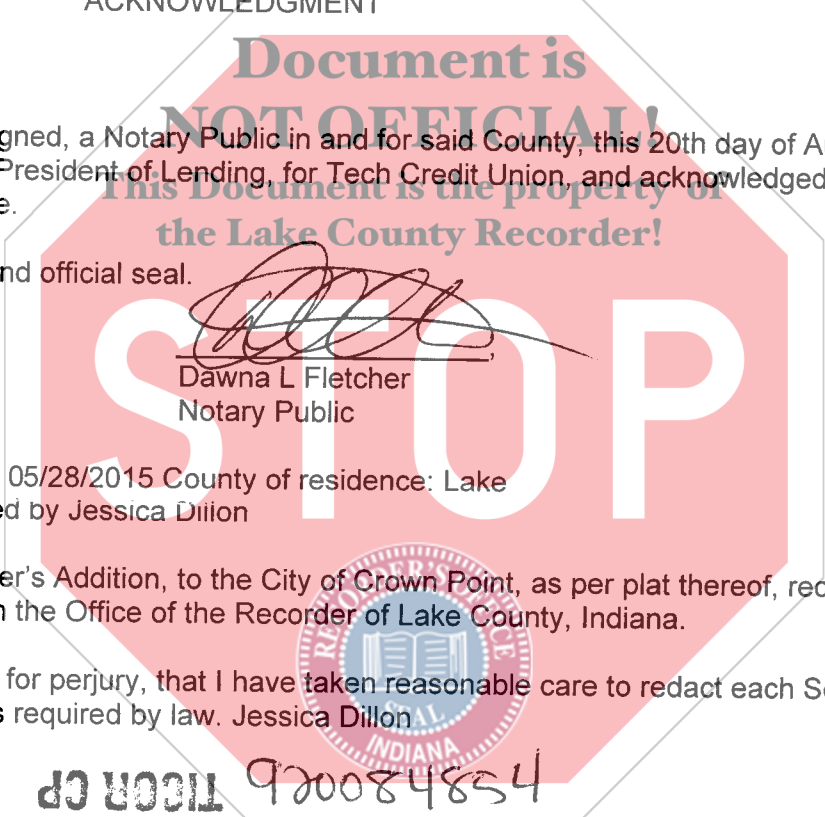 ACKNOWLEDGMENT
Document is
NOT OFFICIAL!
gned, a Notary Public in and for said County, this 20th day of A
President of Lending, for Tech Credit Union, and acknowledged
This Document is the property of
e.
the Lake County Recorder!
nd official seal.
STOP
Dawna L Fletcher
Notary Public
05/28/2015 County of residence: Lake
ed by Jessica Dillon
er's Addition, to the City of Crown Point, as per plat thereof, rec
n the Office of the Recorder of Lake County, Indiana.
for perjury, that I have taken reasonable care to redact each So
s required by law. Jessica Dillon
RECORDER'S OFFICE
SEAL
INDIANA
TICOR CP
920084854